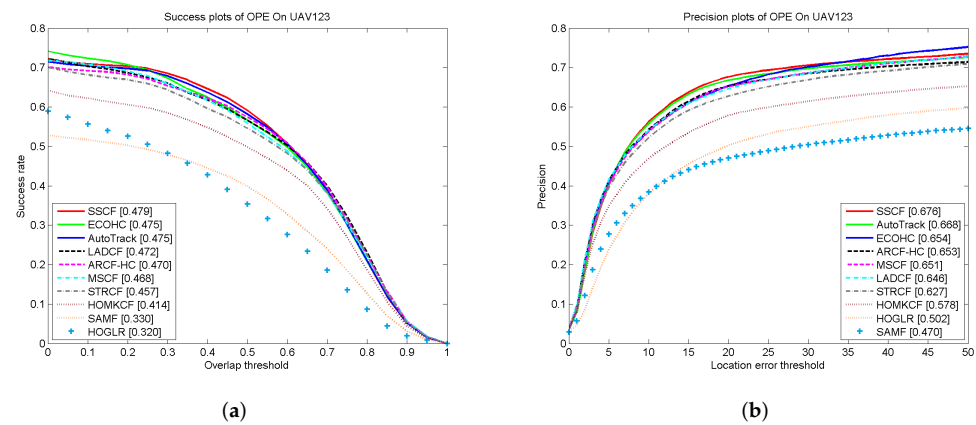 Success plots of OPE On UAV123
Success rate
0.8
0.7
0.6
0.5
0.4
0.3
0.2
0.1
0
SSCF [0.479]
ECOHC [0.475]
AutoTrack [0.475]
LADCF [0.472]
ARCF-HC [0.470]
MSCF [0.468]
STRCF [0.457]
HOMKCF [0.414]
SAMF [0.330]
HOGLR [0.320]
0 0.1 0.2 0.3 0.4 0.5 0.6 0.7 0.8 0.9 1
Overlap threshold
(a)
Precision plots of OPE On UAV123
Precision
0.8
0.7
0.6
0.5
0.4
0.3
0.2
0.1
0
SSCF [0.676]
AutoTrack [0.668]
ECOHC [0.654]
ARCF-HC [0.653]
MSCF [0.651]
LADCF [0.646]
STRCF [0.627]
HOMKCF [0.578]
HOGLR [0.502]
SAMF [0.470]
0 5 10 15 20 25 30 35 40 45 50
Location error threshold
(b)